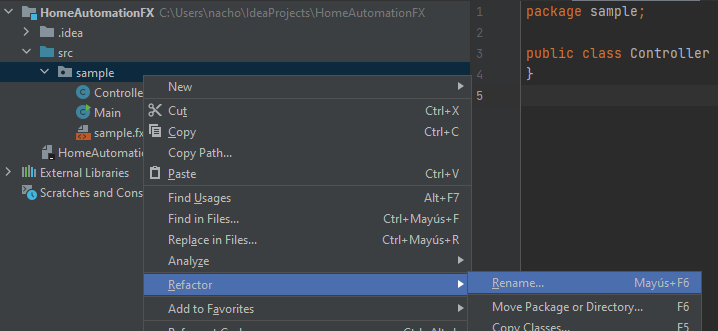 HomeAutomationFX C:\Users\nacho\IdeaProjects\HomeAutomationFX
.idea
src
sample
Controlle
Main
sample.fx
HomeAutomatio
External Libraries
Scratches and Cons
New
Cut Ctrl+X
Copy Ctrl+C
Copy Path...
Paste Ctrl+V
Find Usages Alt+F7
Find in Files... Ctrl+Mayús+F
Replace in Files... Ctrl+Mayús+R
Analyze
Refactor
Add to Favorites
Rename... Mayús+F6
Move Package or Directory... F6
Copy Classes... F5
1 package sample;
2
3 public class Controller
4 }
5